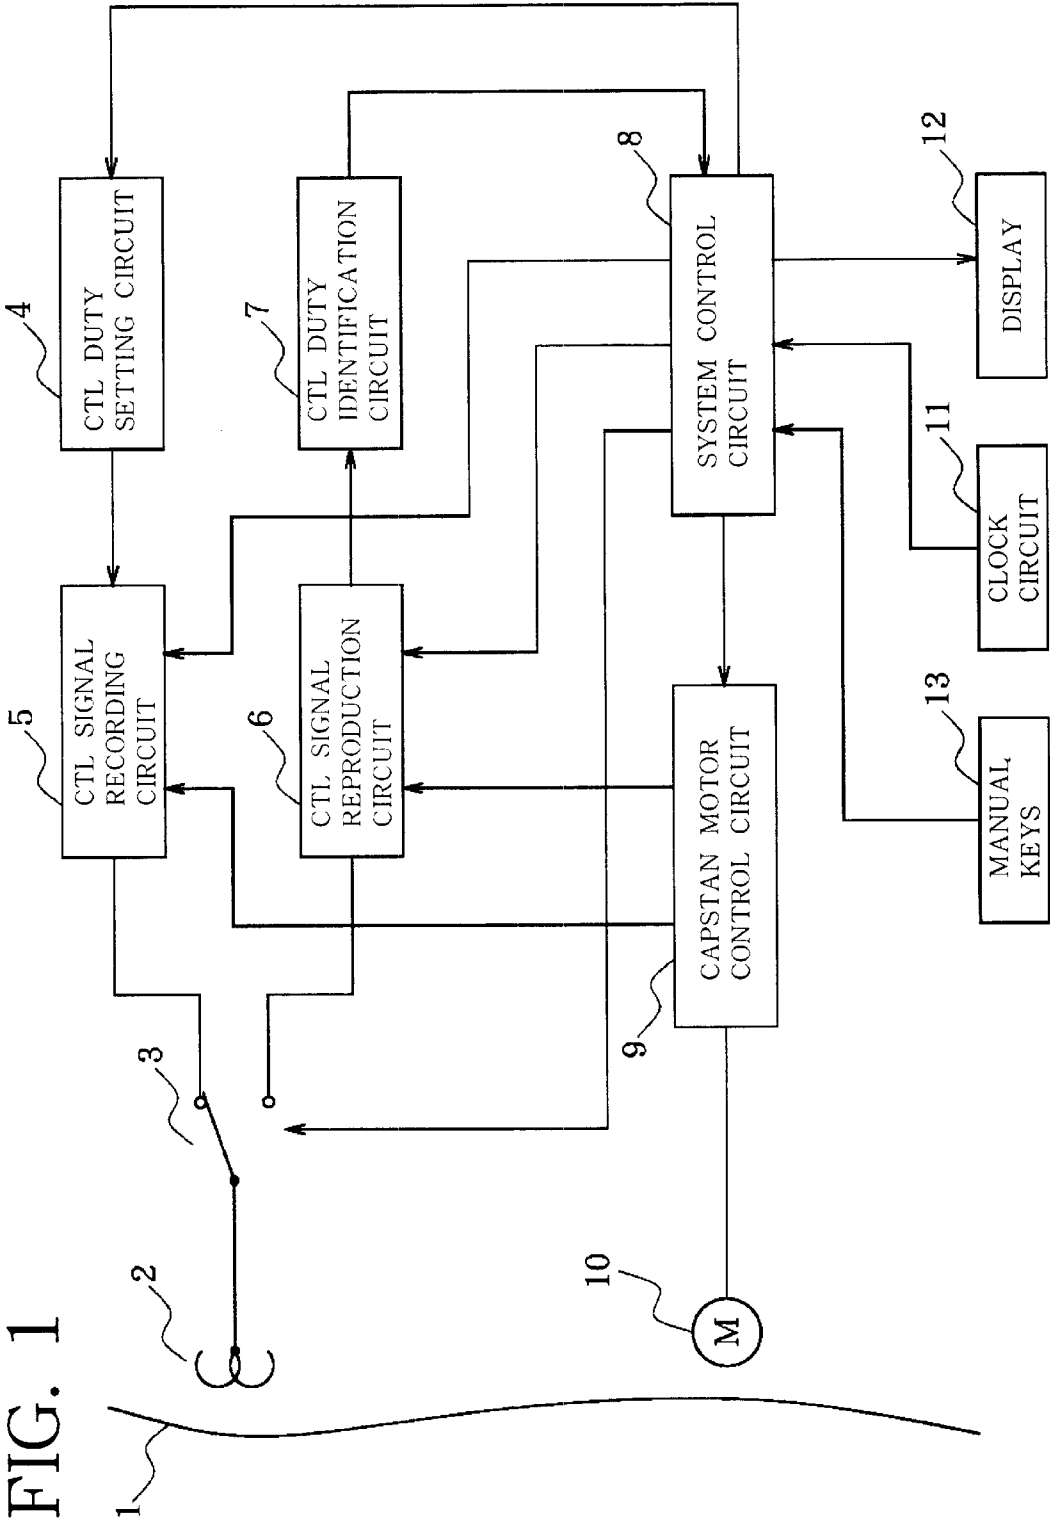 FIG. 1
1
2
3
4
CTL DUTY
SETTING CIRCUIT
5
CTL SIGNAL
RECORDING
CIRCUIT
6
CTL SIGNAL
REPRODUCTION
CIRCUIT
7
CTL DUTY
IDENTIFICATION
CIRCUIT
8
SYSTEM CONTROL
CIRCUIT
9
CAPSTAN MOTOR
CONTROL CIRCUIT
10
M
11
CLOCK
CIRCUIT
12
DISPLAY
13
MANUAL
KEYS